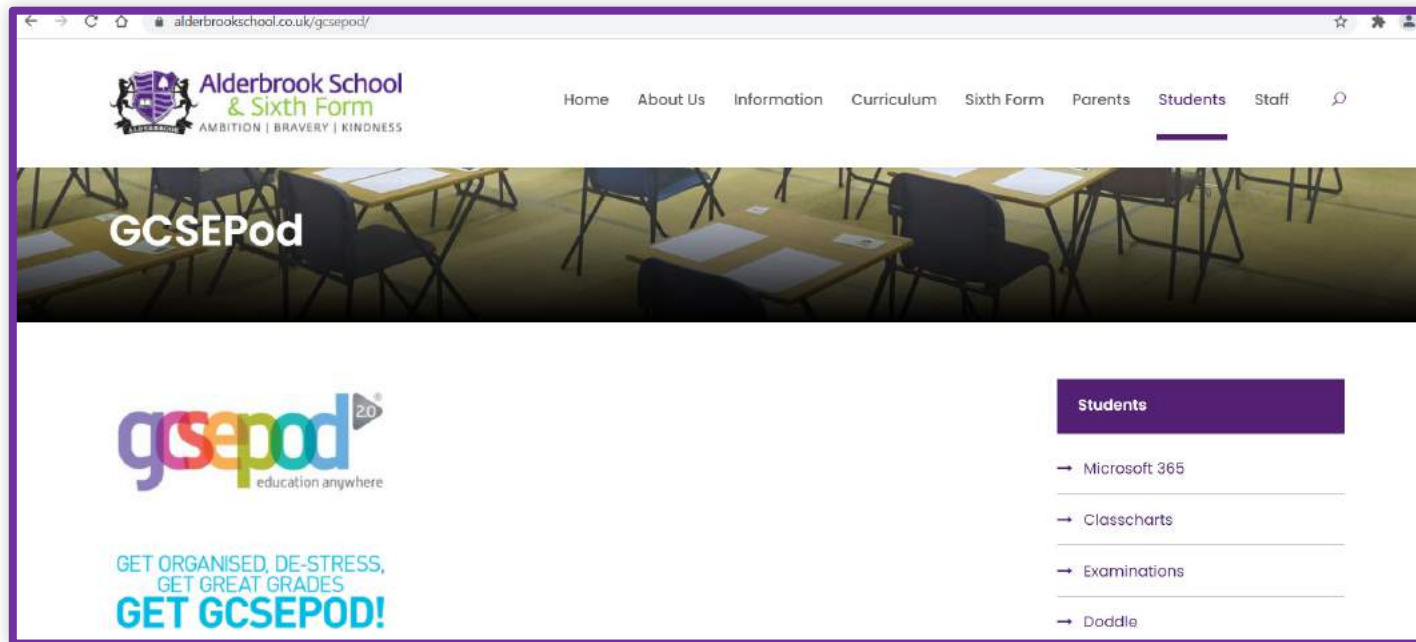 alderbrookschool.co.uk/gcsepod/
Alderbrook School
& Sixth Form
AMBITION | BRAVERY | KINDNESS
ALDERBROOK
Home About Us Information Curriculum Sixth Form Parents Students Staff
GCSEPod
gcsepod 2.0®
education anywhere
GET ORGANISED, DE-STRESS,
GET GREAT GRADES
GET GCSEPOD!
Students
→ Microsoft 365
→ Classcharts
→ Examinations
→ Doddle